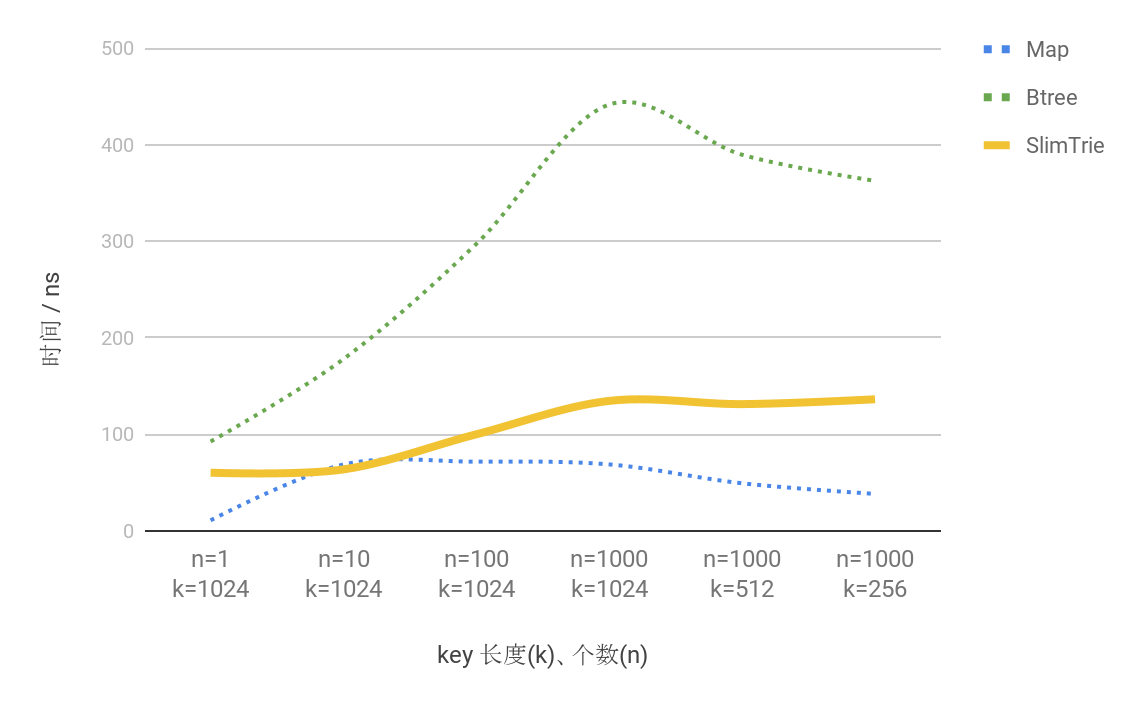 500
400
300
200
100
0
时间 / ns
n=1
k=1024
n=10
k=1024
n=100
k=1024
n=1000
k=1024
n=1000
k=512
n=1000
k=256
key 长度(k)、个数(n)
Map
Btree
SlimTrie